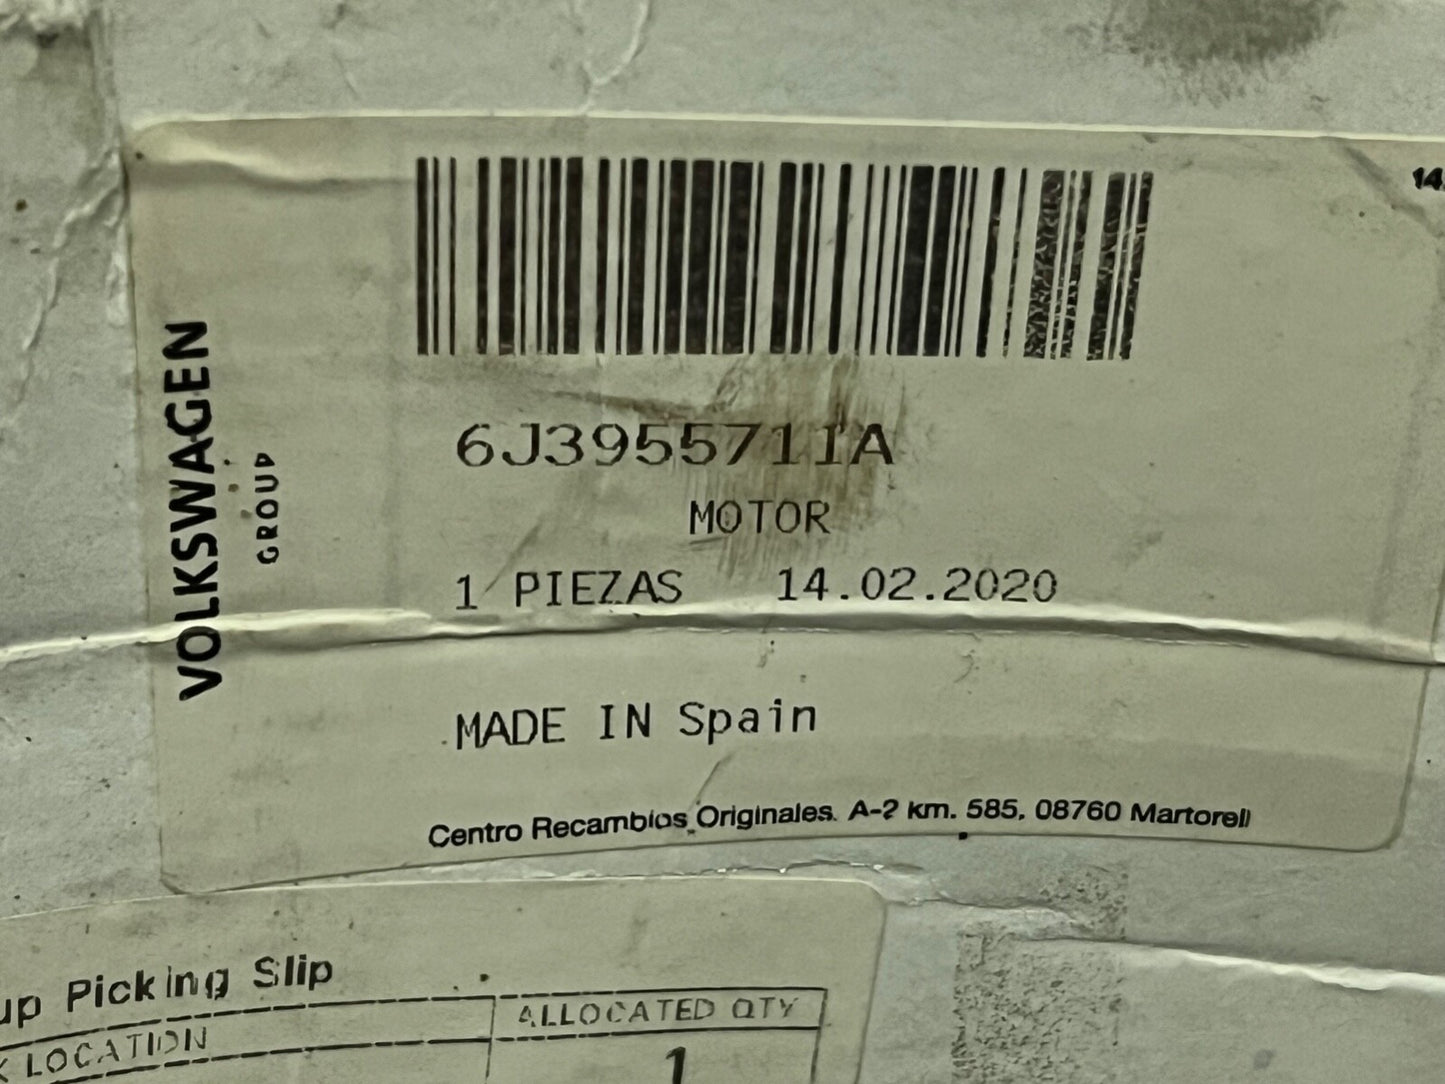 14.
VOLKSWAGEN
GROUP
6J3955711A
MOTOR
1 PIEZAS 14.02.2020
MADE IN Spain
Centro Recambios Originales. A-2 km. 585, 08760 Martorell
up Picking Slip
K LOCATION ALLOCATED QTY
1